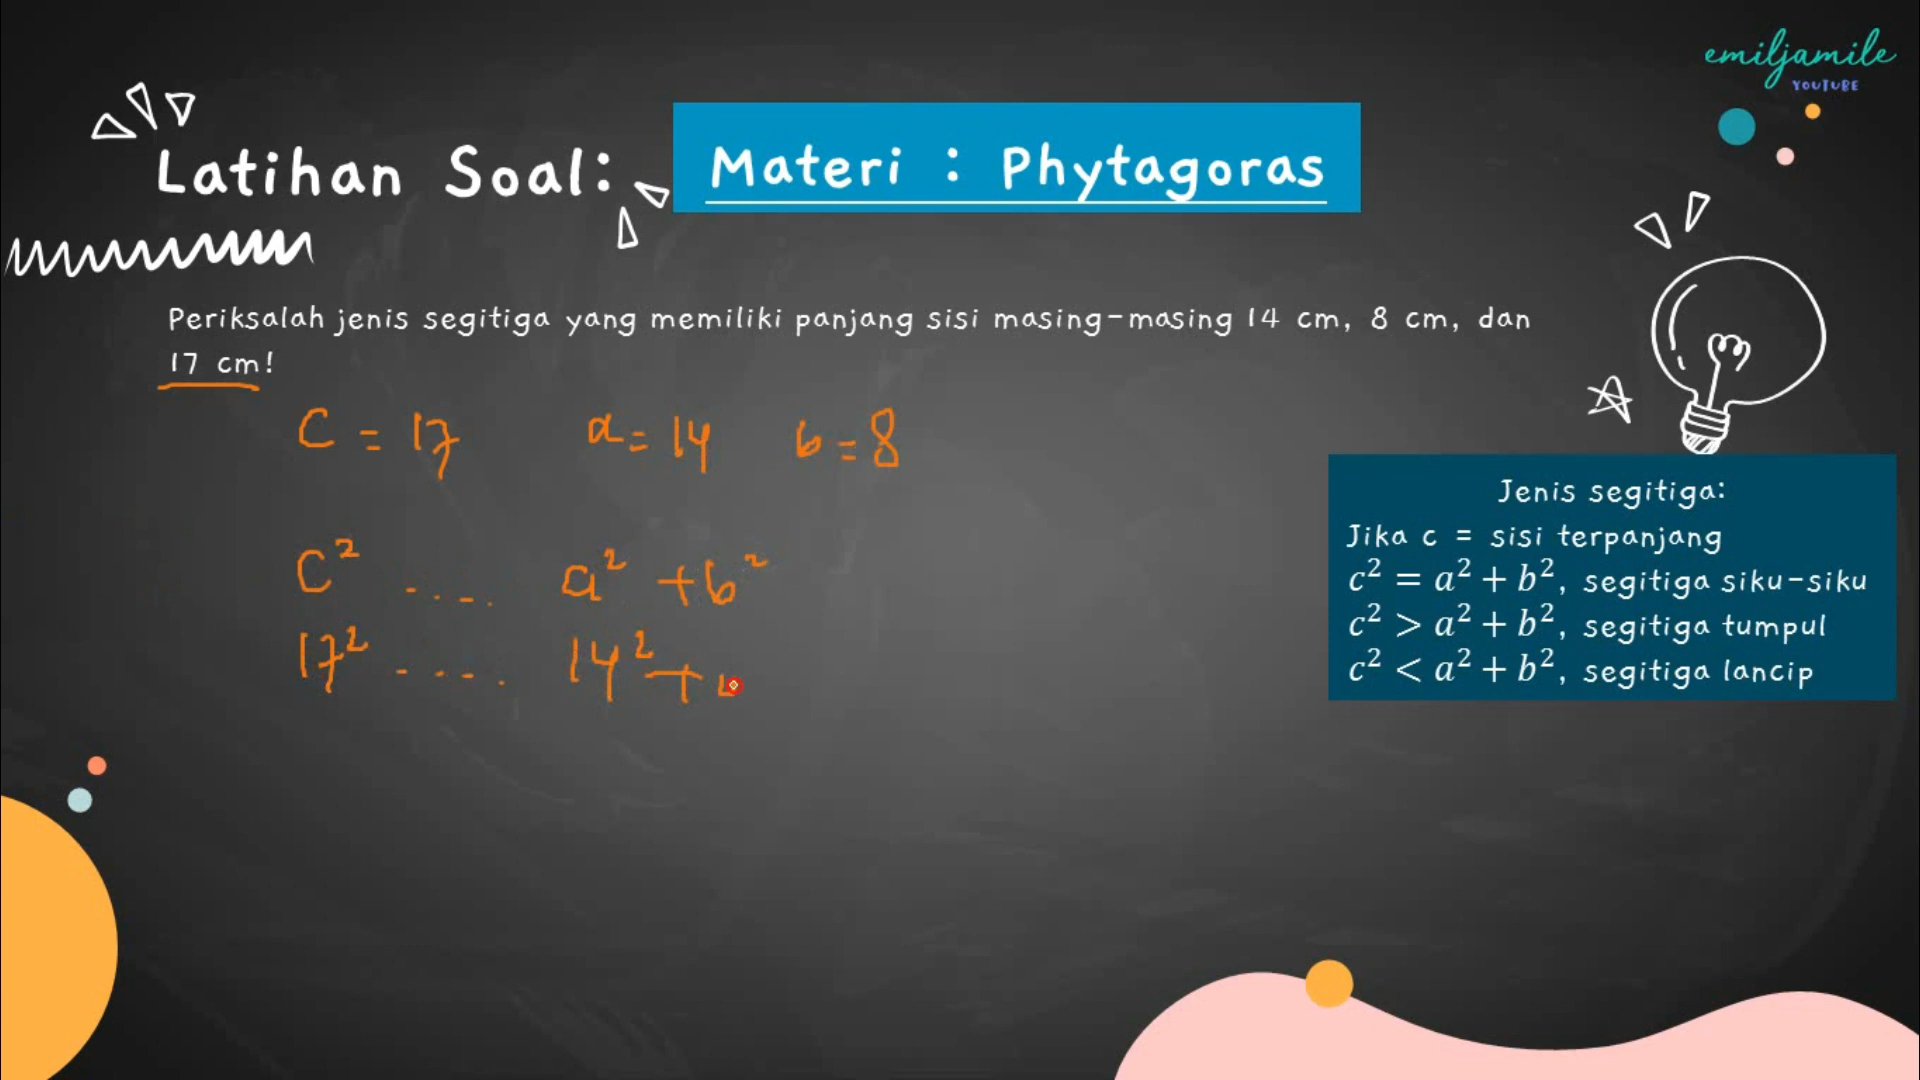 emiljamile
YOUTUBE
Latihan Soal:
Materi : Phytagoras
Periksalah jenis segitiga yang memiliki panjang sisi masing-masing 14 cm, 8 cm, dan
17 cm!
c = 17 a = 14 b = 8
c² ..... a² + b²
17² ..... 14² +
Jenis segitiga:
Jika c = sisi terpanjang
c² = a² + b², segitiga siku-siku
c² > a² + b², segitiga tumpul
c² < a² + b², segitiga lancip